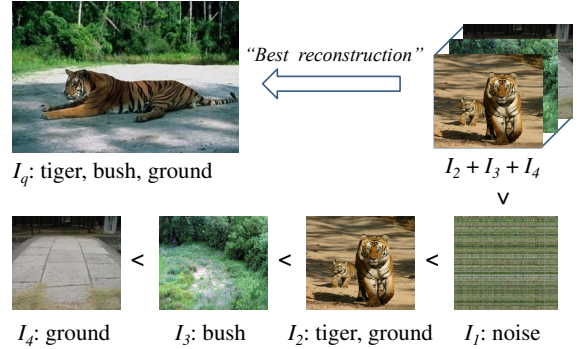 “Best reconstruction”
I_q: tiger, bush, ground
I_2 + I_3 + I_4
<
< < <
I_4: ground I_3: bush I_2: tiger, ground I_1: noise